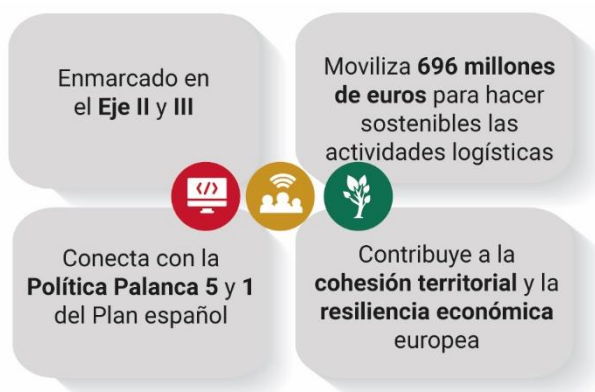 Enmarcado en
el Eje II y III
Moviliza 696 millones
de euros para hacer
sostenibles las
actividades logísticas
</>
Conecta con la
Política Palanca 5 y 1
del Plan español
Contribuye a la
cohesión territorial y la
resiliencia económica
europea